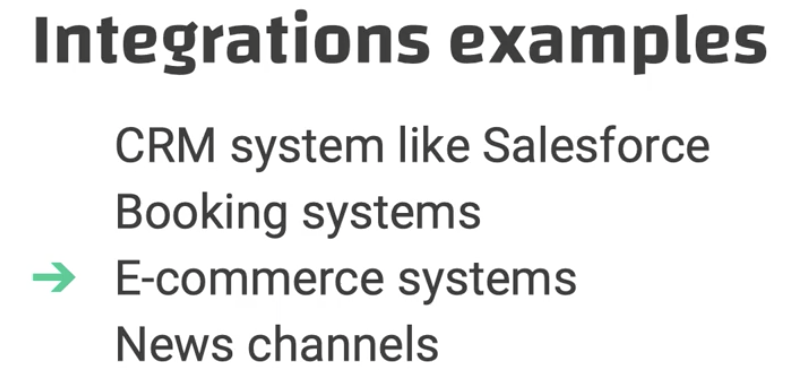 Integrations examples
CRM system like Salesforce
Booking systems
E-commerce systems
News channels